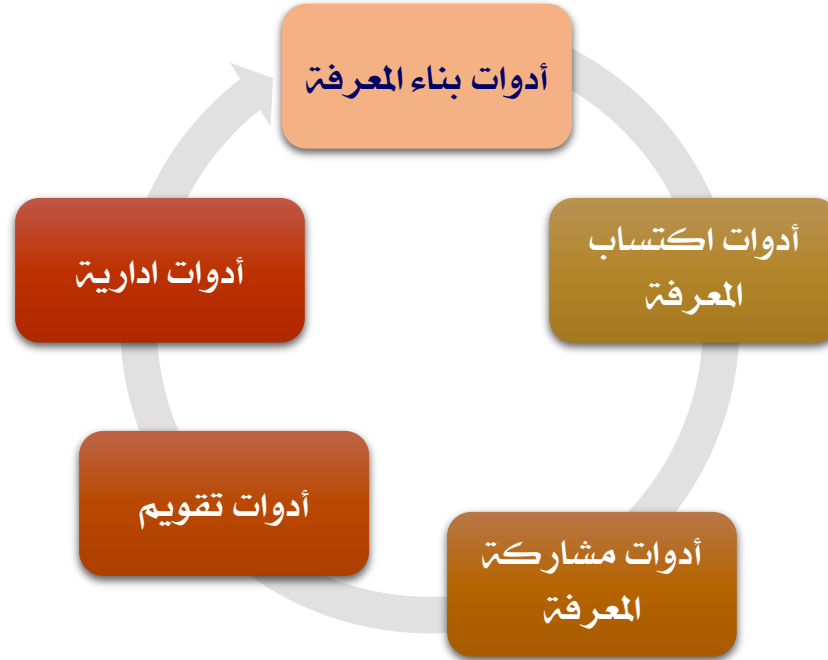 أدوات بناء المعرفة
أدوات اكتساب
المعرفة
أدوات مشاركة
المعرفة
أدوات تقويم
أدوات ادارية